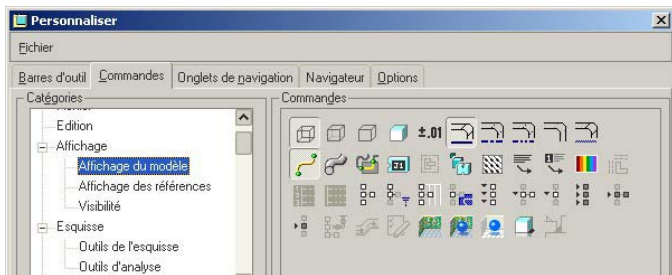 Personnaliser
Fichier
Barres d'outil Commandes Onglets de navigation Navigateur Options
Catégories
Commandes
Edition
Affichage
Affichage du modèle
Affichage des références
Visibilité
Esquisse
Outils de l'esquisse
Outils d'analyse
±.01
J1